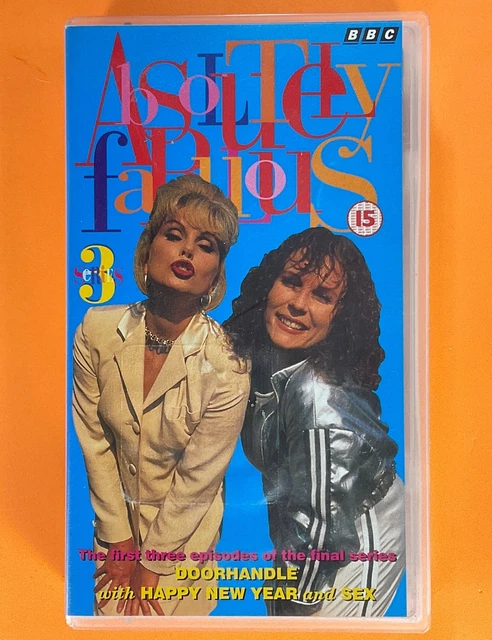 BBC
AbSOLUTELy
faBuloUS
15
3
SERIES
The first three episodes of the final series
DOORHANDLE
with HAPPY NEW YEAR and SEX